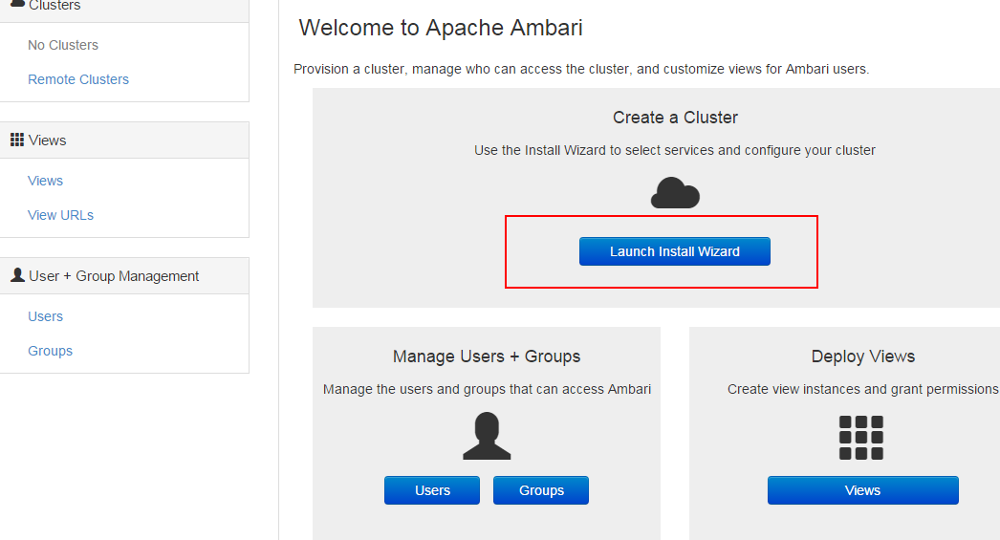 Clusters
No Clusters
Remote Clusters
Views
Views
View URLs
User + Group Management
Users
Groups
Welcome to Apache Ambari
Provision a cluster, manage who can access the cluster, and customize views for Ambari users.
Create a Cluster
Use the Install Wizard to select services and configure your cluster
Launch Install Wizard
Manage Users + Groups
Manage the users and groups that can access Ambari
Users
Groups
Deploy Views
Create view instances and grant permissions
Views